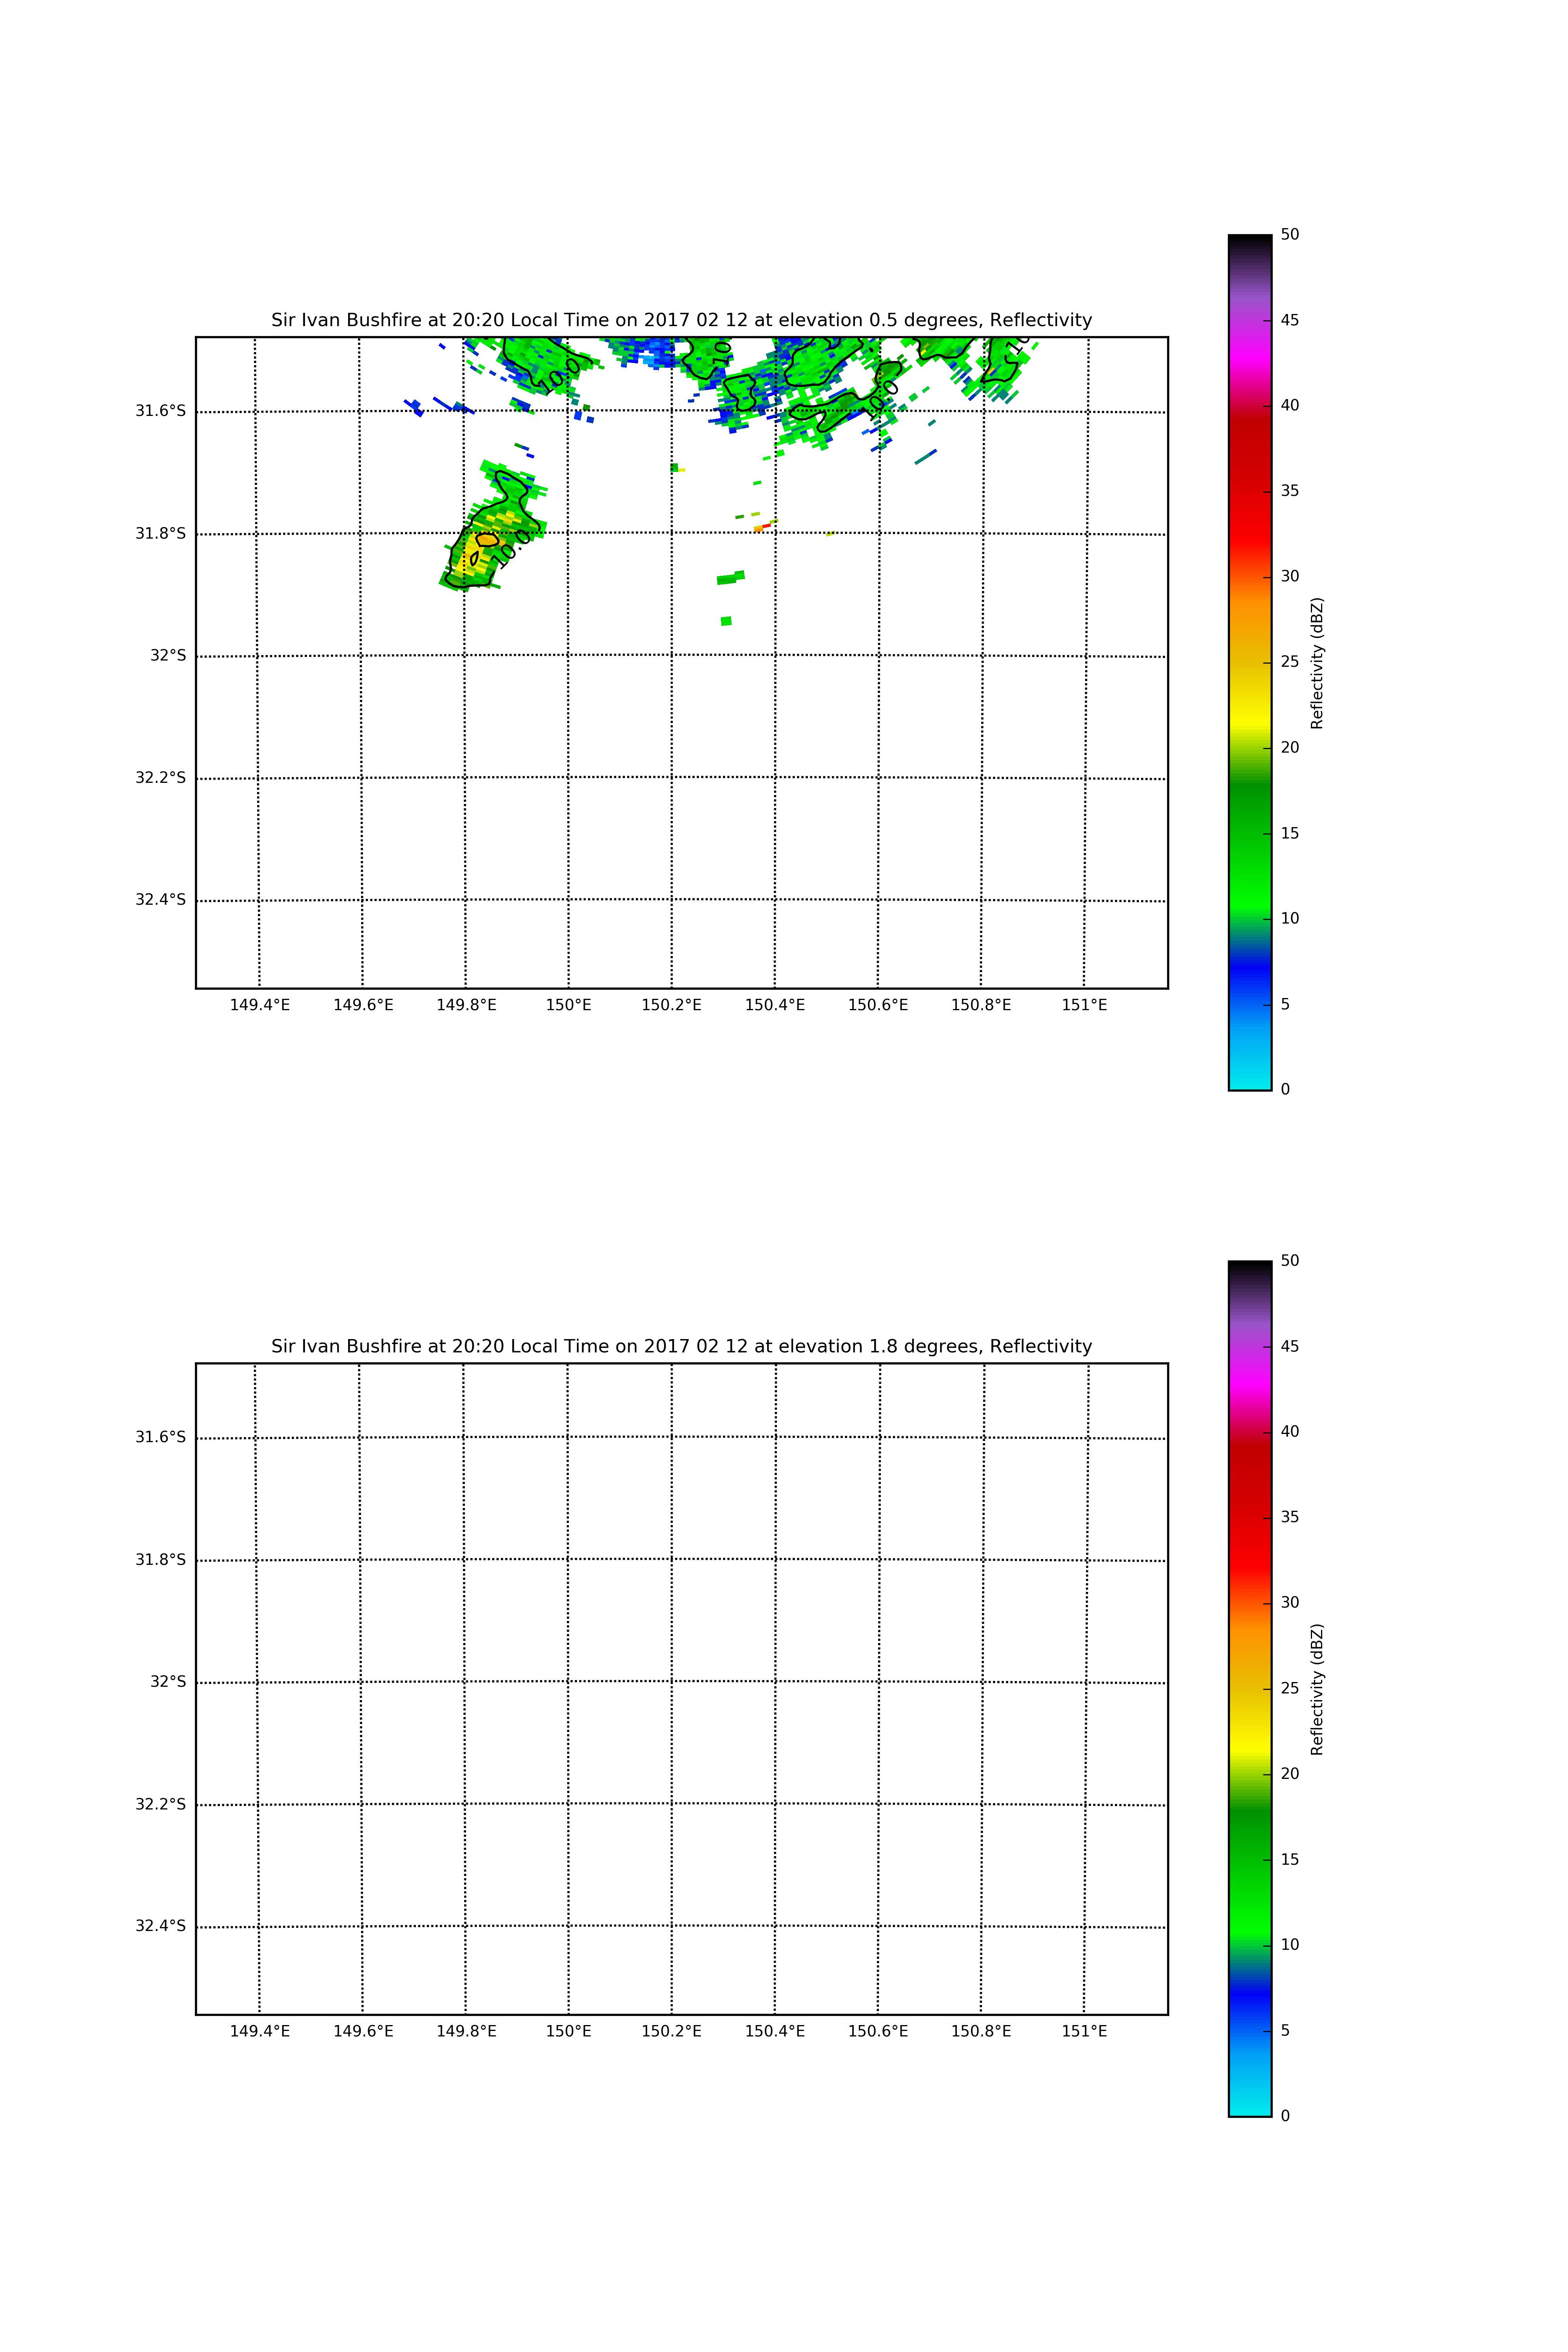 Sir Ivan Bushfire at 20:20 Local Time on 2017 02 12 at elevation 0.5 degrees, Reflectivity
31.6°S
31.8°S
32°S
32.2°S
32.4°S
149.4°E 149.6°E 149.8°E 150°E 150.2°E 150.4°E 150.6°E 150.8°E 151°E
10.0
10.0
10.0
50
45
40
35
30
25
20
15
10
5
0
Reflectivity (dBZ)
Sir Ivan Bushfire at 20:20 Local Time on 2017 02 12 at elevation 1.8 degrees, Reflectivity
31.6°S
31.8°S
32°S
32.2°S
32.4°S
149.4°E 149.6°E 149.8°E 150°E 150.2°E 150.4°E 150.6°E 150.8°E 151°E
50
45
40
35
30
25
20
15
10
5
0
Reflectivity (dBZ)